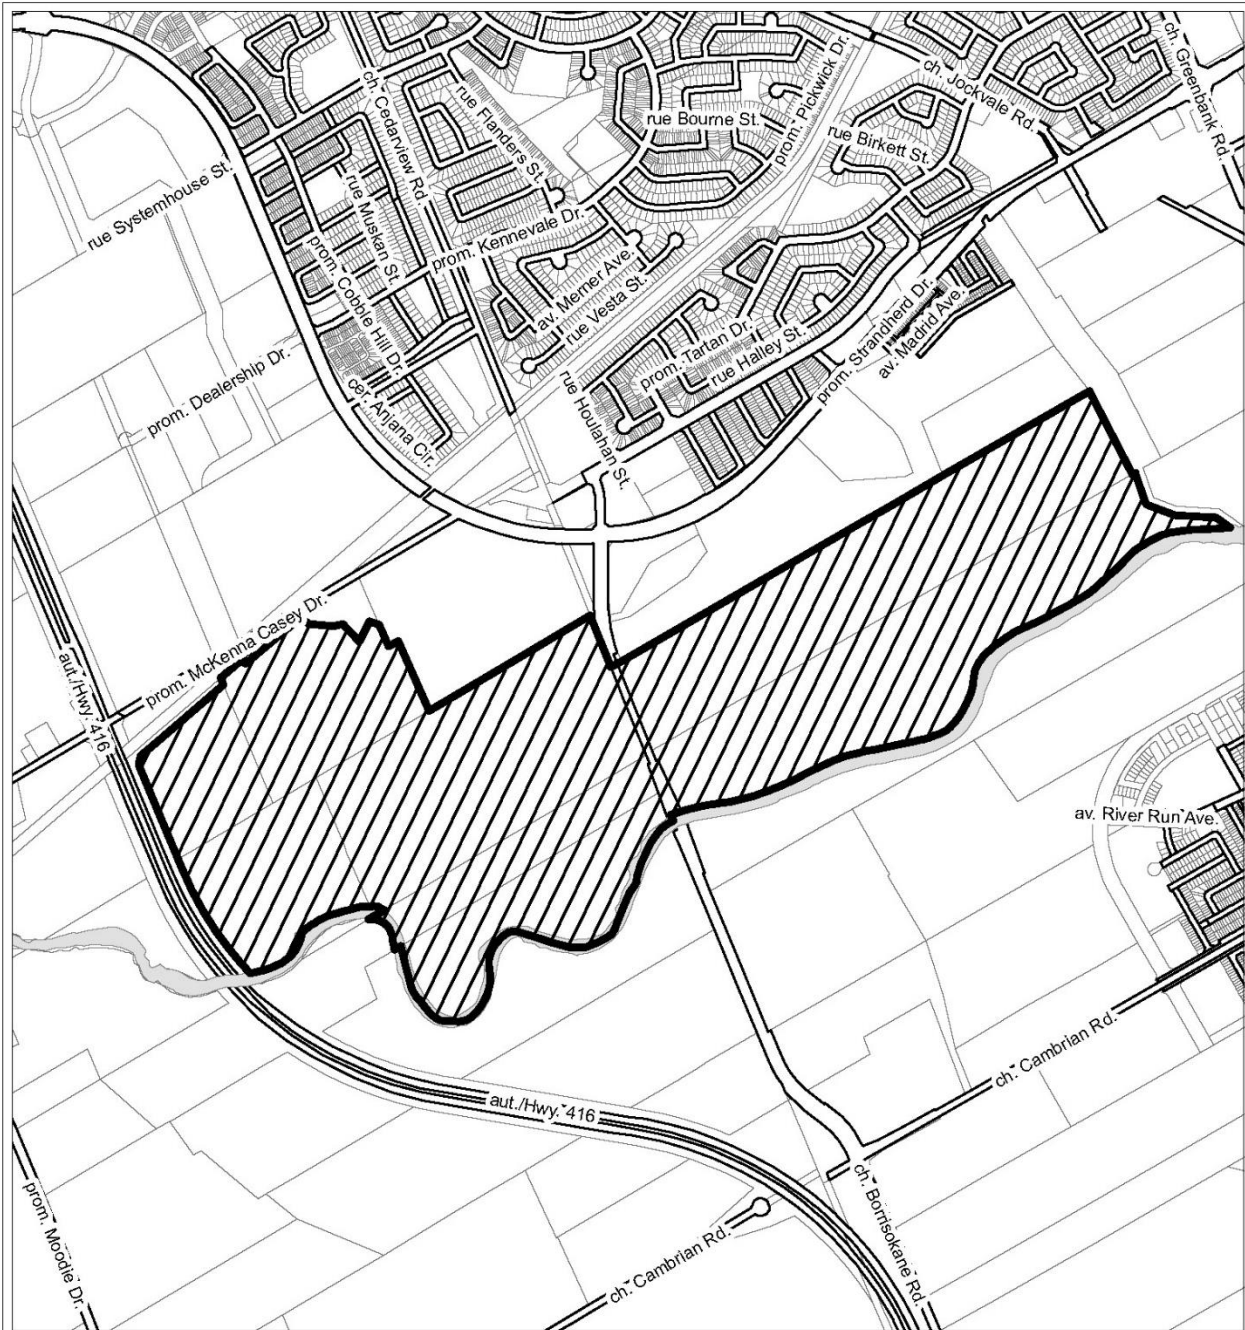 ch. Greenbank Rd.
ch. Jockvale Rd.
prom. Pickwick Dr.
ch. Cedarview Rd.
rue Flanders St.
rue Bourne St.
rue Birkett St.
rue Systemhouse St.
rue Muskan St.
prom. Kennevale Dr.
prom. Cobble Hill Dr.
av. Merner Ave.
rue Vesta St.
prom. Strandherd Dr.
av. Madrid Ave.
prom. Tartan Dr.
rue Halley St.
prom. Dealership Dr.
cer. Anjana Cir.
rue Houlahan St.
prom. McKenna Casey Dr.
aut./Hwy. 416
av. River Run Ave.
ch. Cambrian Rd.
aut./Hwy. 416
prom. Moodie Dr.
ch. Borrisokane Rd.
ch. Cambrian Rd.